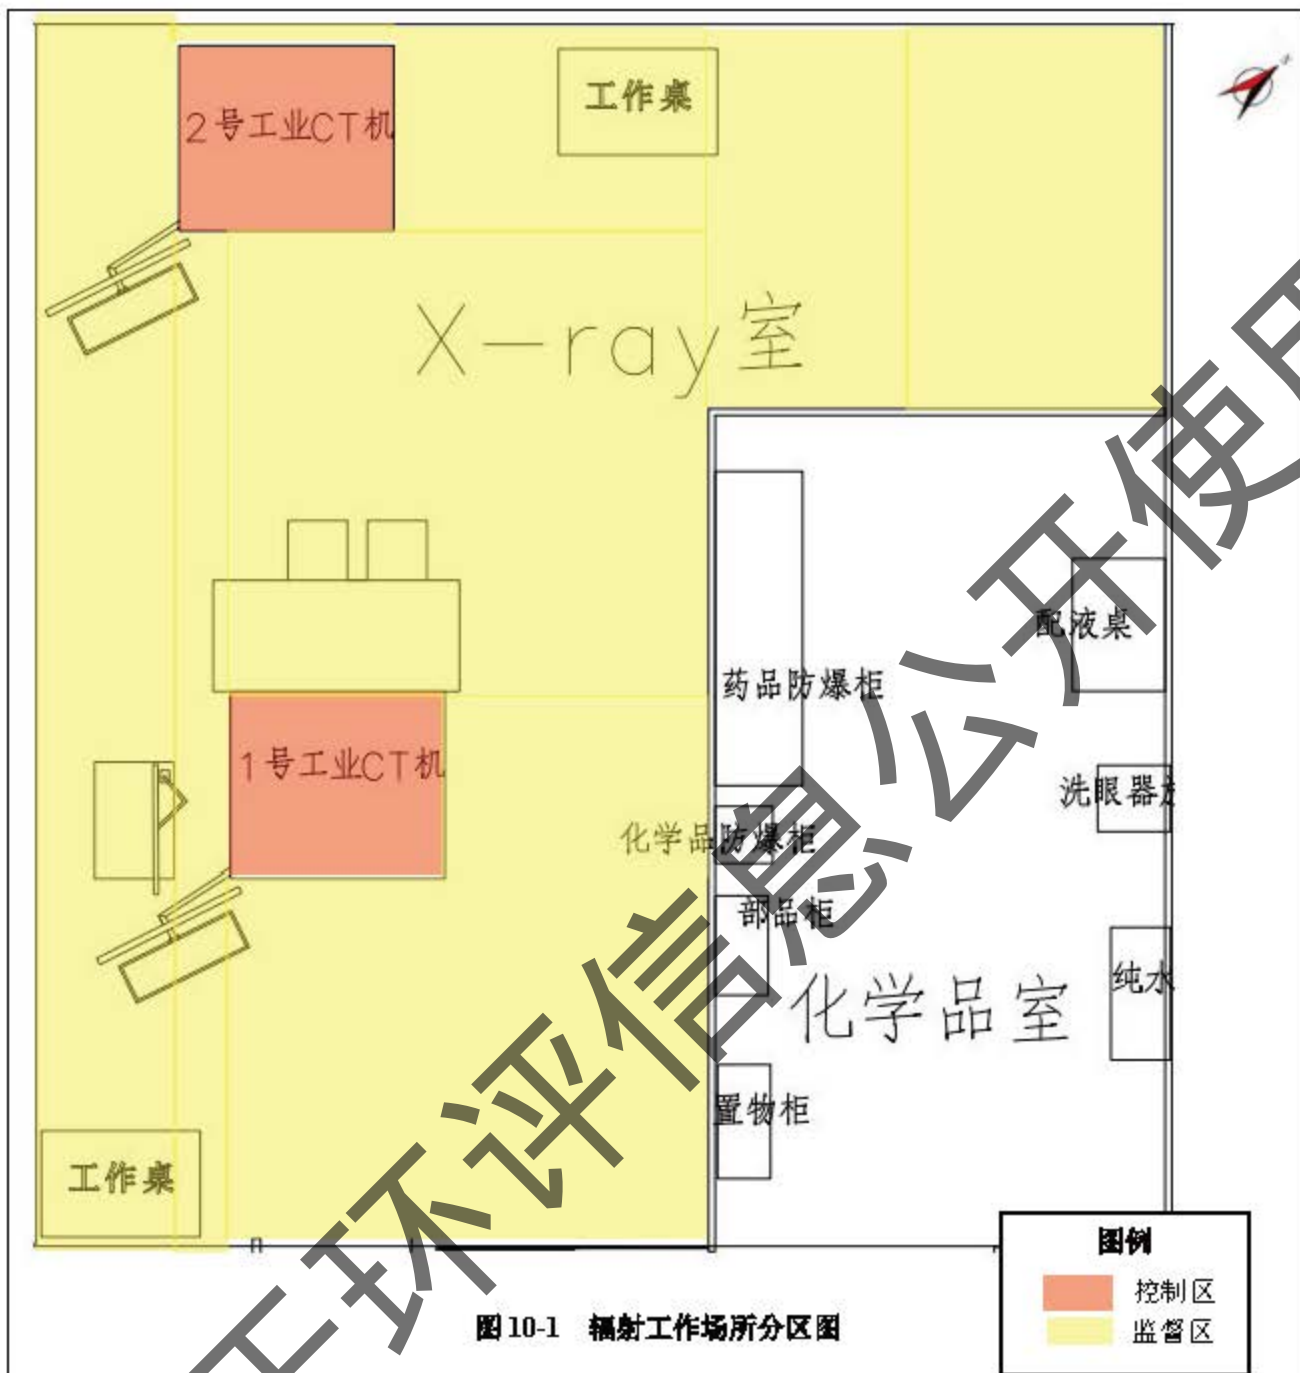 2号工业CT机
工作桌
X-ray室
配液桌
药品防爆柜
1号工业CT机
洗眼器
化学品防爆柜
部品柜
纯水
化学品室
置物柜
工作桌
图例
控制区
监督区
图 10-1 辐射工作场所分区图
环评信息公开使用